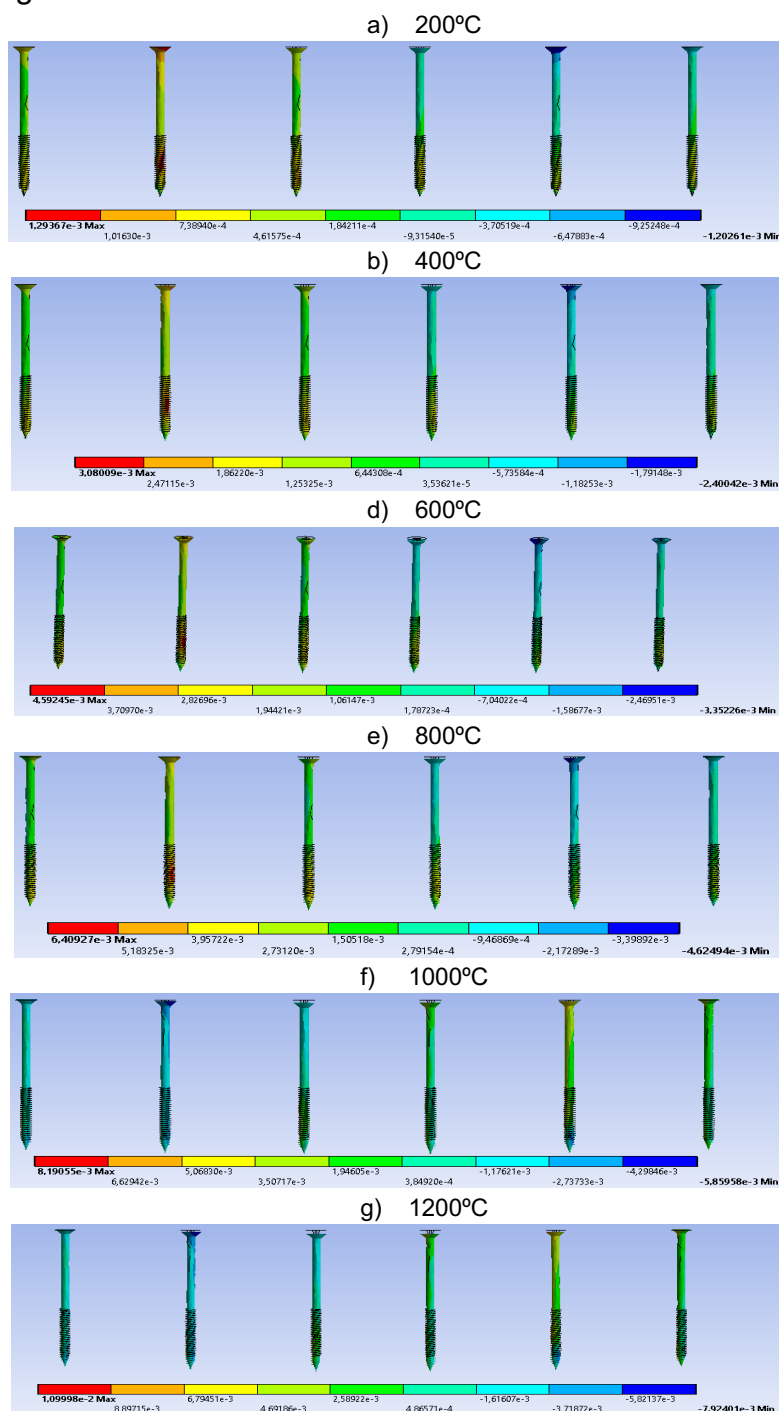 a) 200ºC
1,29367e-3 Max 7,38940e-4 1,84211e-4 -3,70519e-4 -9,25248e-4
1,01630e-3 4,61575e-4 -9,31540e-5 -6,47883e-4 -1,20261e-3 Min
b) 400ºC
3,08009e-3 Max 1,86220e-3 6,44308e-4 -5,73584e-4 -1,79148e-3
2,47115e-3 1,25325e-3 3,53621e-5 -1,18253e-3 -2,40042e-3 Min
d) 600ºC
4,59245e-3 Max 2,82696e-3 1,06147e-3 -7,04022e-4 -2,46951e-3
3,70970e-3 1,94421e-3 1,78723e-4 -1,58677e-3 -3,35226e-3 Min
e) 800ºC
6,40927e-3 Max 3,95722e-3 1,50518e-3 -9,46869e-4 -3,39892e-3
5,18325e-3 2,73120e-3 2,79154e-4 -2,17289e-3 -4,62494e-3 Min
f) 1000ºC
8,19055e-3 Max 5,06830e-3 1,94605e-3 -1,17621e-3 -4,29846e-3
6,62942e-3 3,50717e-3 3,84920e-4 -2,73733e-3 -5,85958e-3 Min
g) 1200ºC
1,09998e-2 Max 6,79451e-3 2,58922e-3 -1,61607e-3 -5,82137e-3
8,89715e-3 4,69186e-3 4,86571e-4 -3,71872e-3 -7,92401e-3 Min